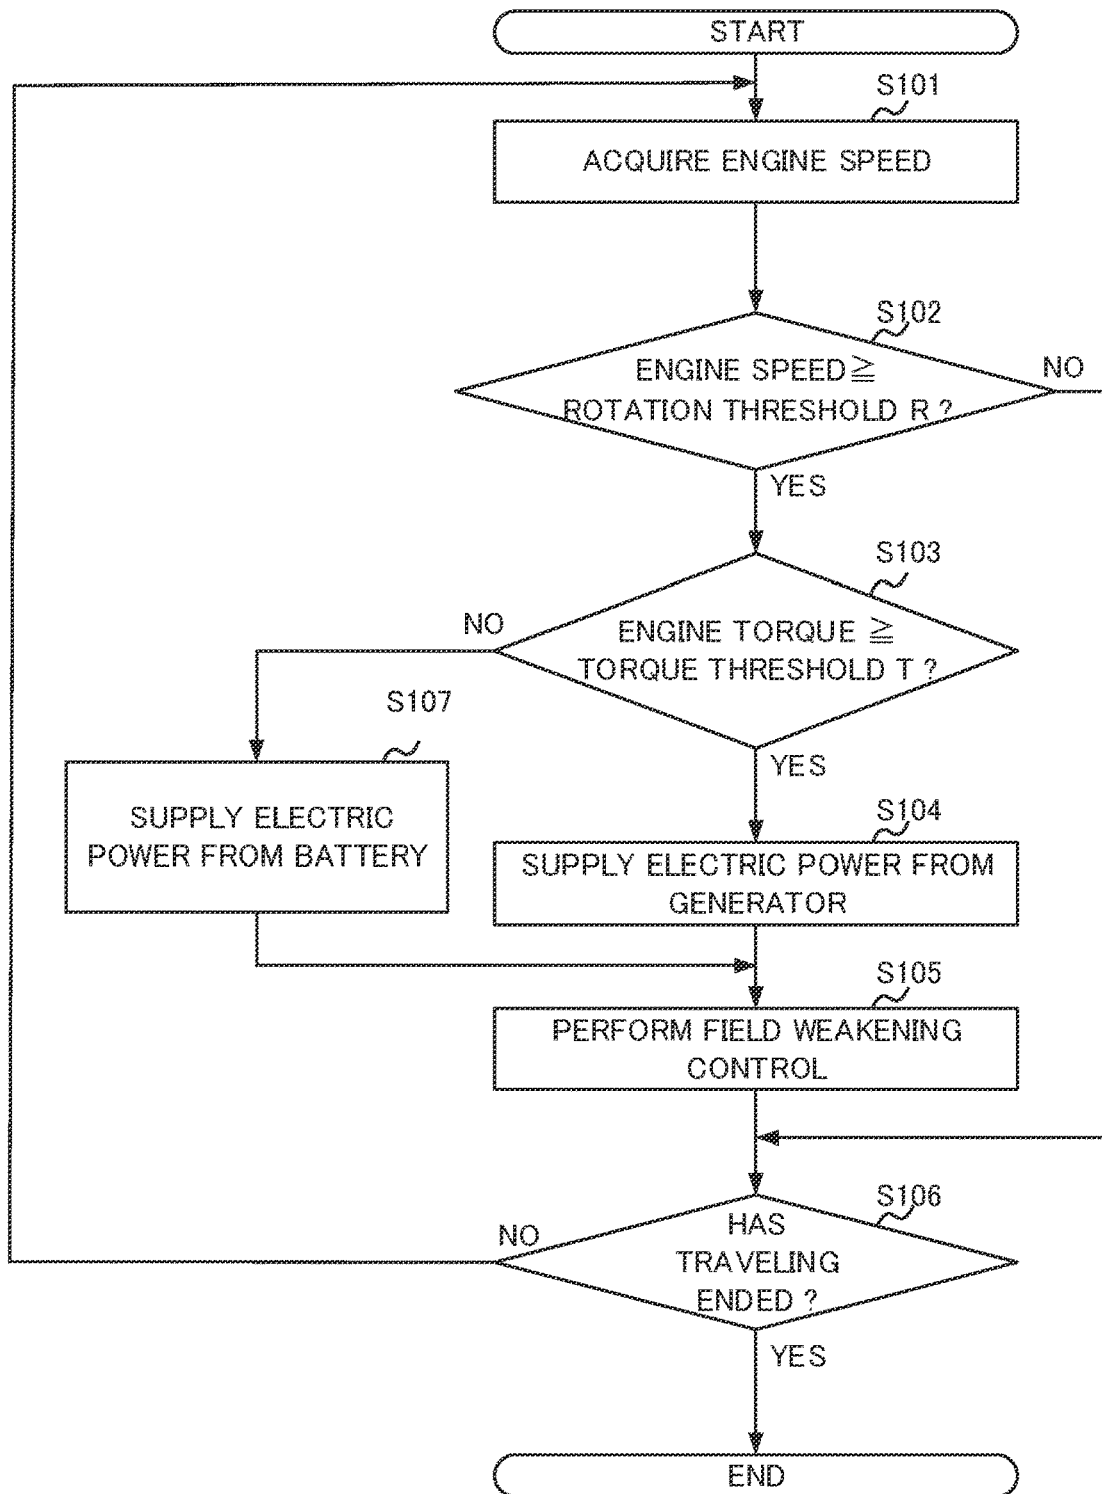 START
S101
ACQUIRE ENGINE SPEED
S102
ENGINE SPEED≧
ROTATION THRESHOLD R ?
NO
YES
S103
NO
ENGINE TORQUE ≧
TORQUE THRESHOLD T ?
S107
YES
SUPPLY ELECTRIC
POWER FROM BATTERY
S104
SUPPLY ELECTRIC POWER FROM
GENERATOR
S105
PERFORM FIELD WEAKENING
CONTROL
S106
NO
HAS
TRAVELING
ENDED ?
YES
END